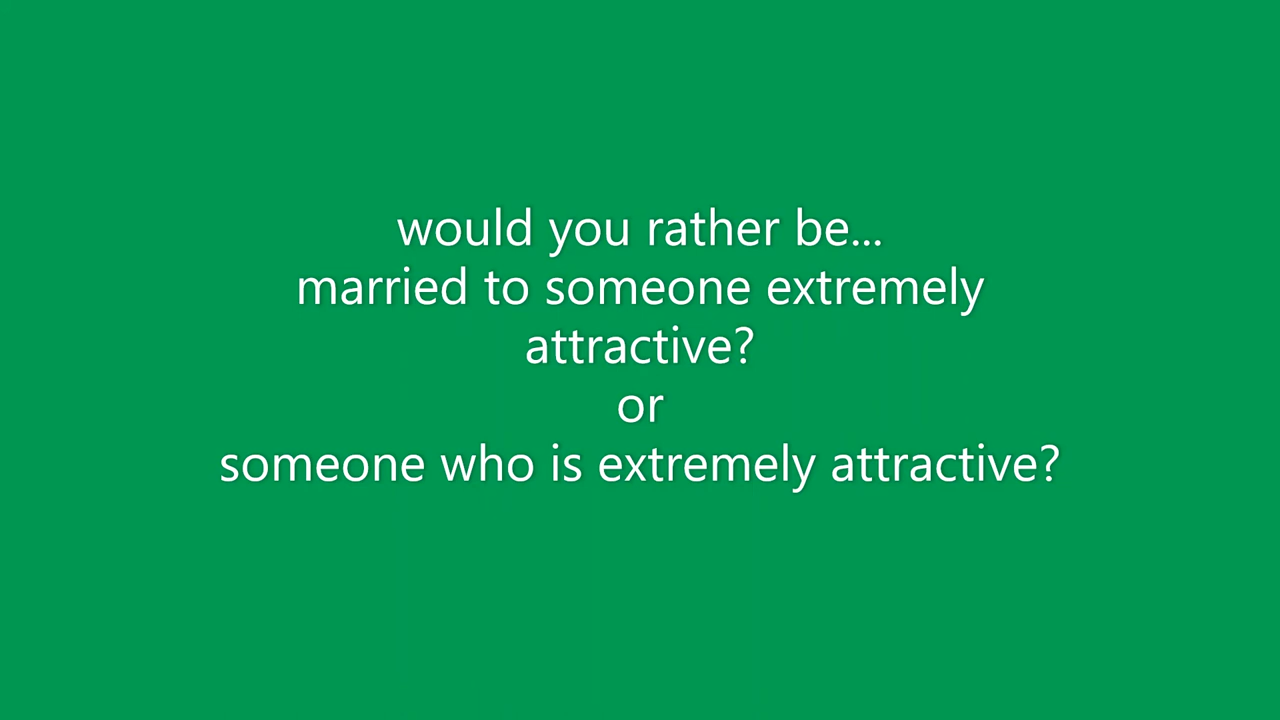 would you rather be...
married to someone extremely
attractive?
or
someone who is extremely attractive?